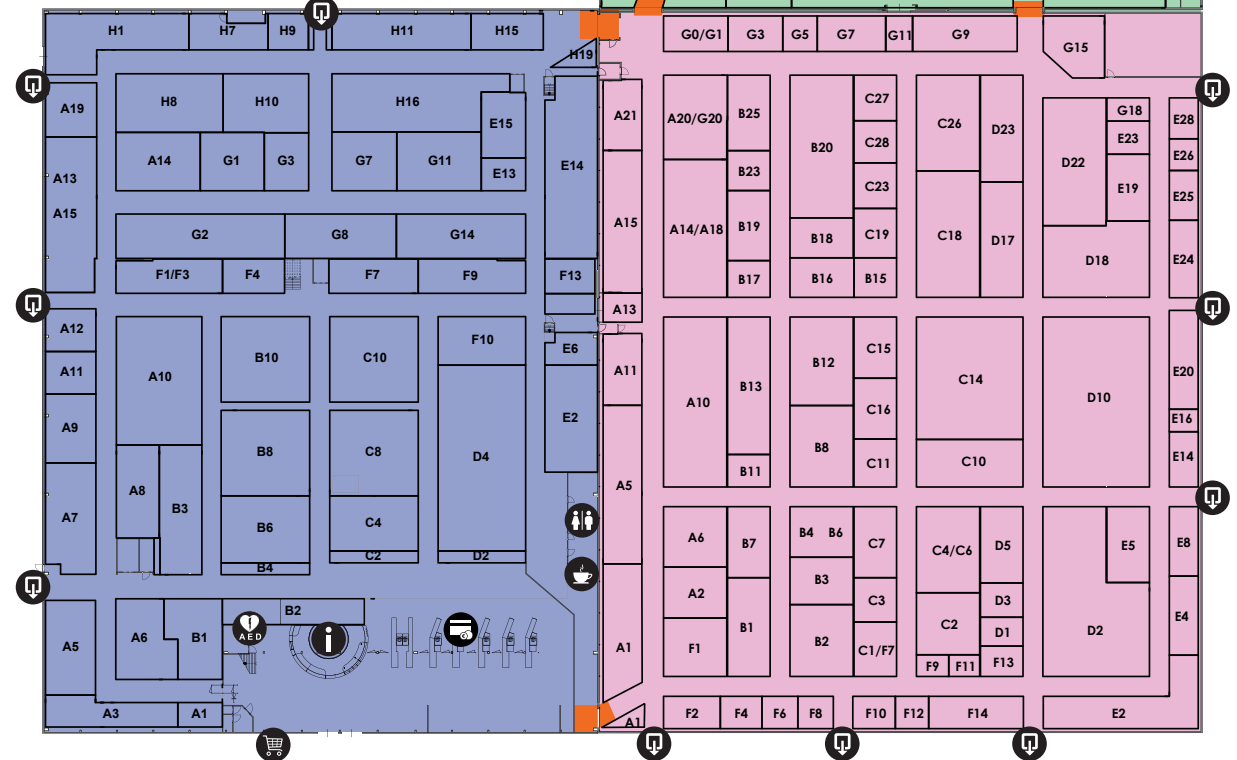 H1
H7
H9
H11
H15
H19
A19
H8
H10
H16
E15
A14
G1
G3
G7
G11
E13
E14
A13
A15
G2
G8
G14
F1/F3
F4
F7
F9
F13
A12
A11
A9
A7
A10
B10
C10
F10
E6
E2
B8
C8
D4
A8
B3
B6
C4
B4
C2
D2
A5
A6
B1
B2
AED
i
A3
A1
G0/G1
G3
G5
G7
G11
G9
G15
A21
A20/G20
B25
B20
C27
C28
C26
D23
D22
G18
E23
E28
E26
A15
A14/A18
B23
B19
B17
C23
C19
B18
B16
B15
C18
D17
E19
E25
D18
E24
A13
A11
A10
B13
B12
C15
C14
D10
E20
C16
E16
B8
C11
C10
E14
B11
A5
A6
B7
B4 B6
C7
C4/C6
D5
E5
E8
A2
B3
C3
D3
D2
E4
F1
B1
B2
C1/F7
C2
D1
F9
F11
F13
A1
A1
F2
F4
F6
F8
F10
F12
F14
E2